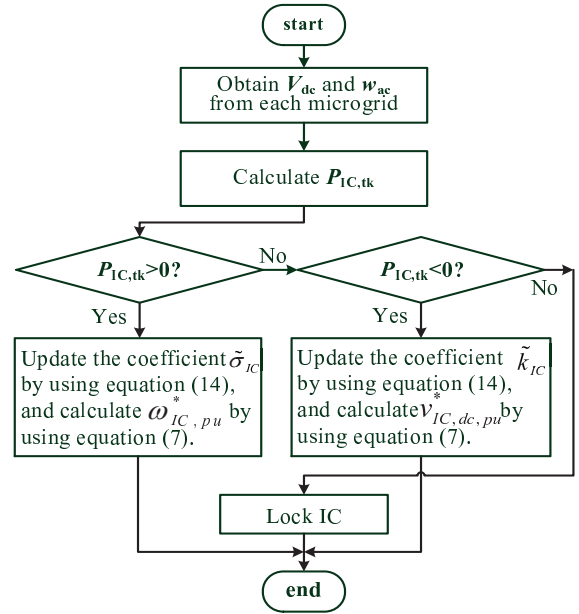 start
Obtain V_dc and w_ac
from each microgrid
Calculate P_IC,tk
P_IC,tk>0?
No
P_IC,tk<0?
No
Yes
Yes
Update the coefficient σ̃_IC
by using equation (14),
and calculate ω*_IC,pu by
using equation (7).
Update the coefficient k̃_IC
by using equation (14),
and calculate v*_IC,dc,pu by
using equation (7).
Lock IC
end